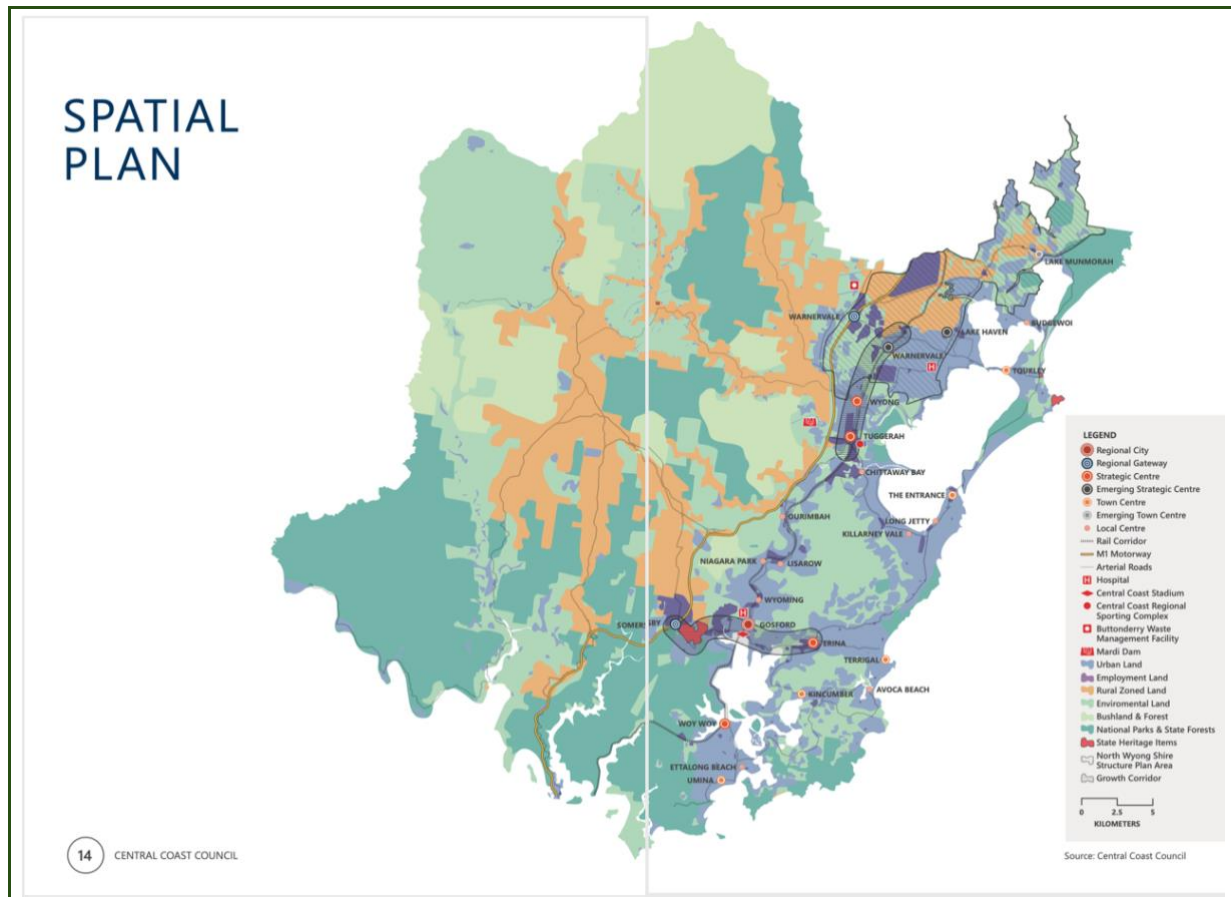 SPATIAL
PLAN
LAKE MUNMORAH
WARNERVALE
BUDGEWOI
LAKE HAVEN
WARNERVALE
TOUKLEY
WYONG
TUGGERAH
CHITTAWAY BAY
THE ENTRANCE
OURIMBAH
LONG JETTY
KILLARNEY VALE
NIAGARA PARK
LISAROW
WYOMING
SOMERSBY
GOSFORD
ERINA
TERRIGAL
KINCUMBER
AVOCA BEACH
WOY WOY
ETTALONG BEACH
UMINA
LEGEND
Regional City
Regional Gateway
Strategic Centre
Emerging Strategic Centre
Town Centre
Emerging Town Centre
Local Centre
Rail Corridor
M1 Motorway
Arterial Roads
H Hospital
Central Coast Stadium
Central Coast Regional
Sporting Complex
Buttonderry Waste
Management Facility
Mardi Dam
Urban Land
Employment Land
Rural Zoned Land
Enviromental Land
Bushland & Forest
National Parks & State Forests
State Heritage Items
North Wyong Shire
Structure Plan Area
Growth Corridor
0 2.5 5
KILOMETERS
14 CENTRAL COAST COUNCIL
Source: Central Coast Council